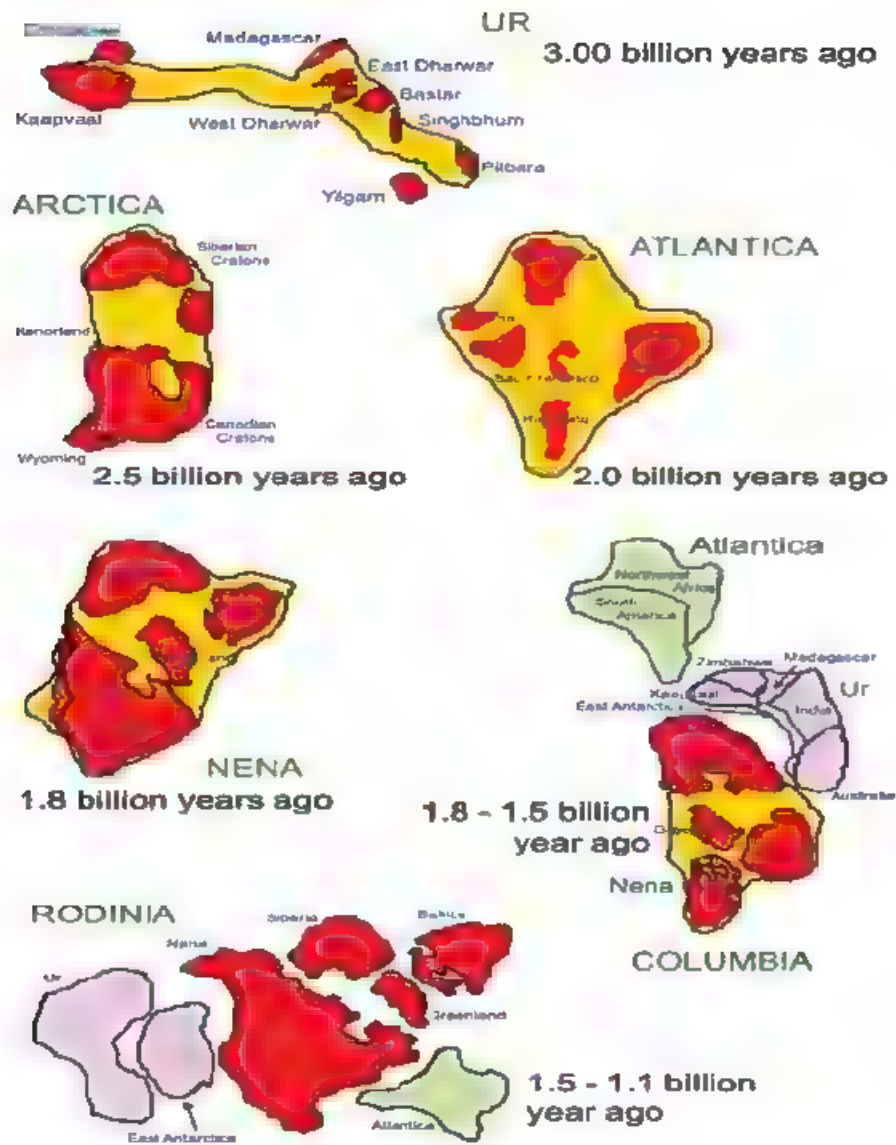 UR
3.00 billion years ago
Madagascar
East Dharwar
Bastar
Kaapvaal
West Dharwar
Singhbhum
Pilbara
Yilgarn
ARCTICA
Siberian
Cratons
ATLANTICA
Kenorland
Canadian
Cratons
Wyoming
2.5 billion years ago
2.0 billion years ago
Atlantica
Northwest
Africa
South
America
Zimbabwe
Madagascar
Ur
East Antarctica
India
NENA
1.8 billion years ago
Australia
1.8 - 1.5 billion
year ago
Nena
COLUMBIA
RODINIA
Siberia
Baltica
Nena
Ur
Greenland
1.5 - 1.1 billion
year ago
Atlantica
East Antarctica